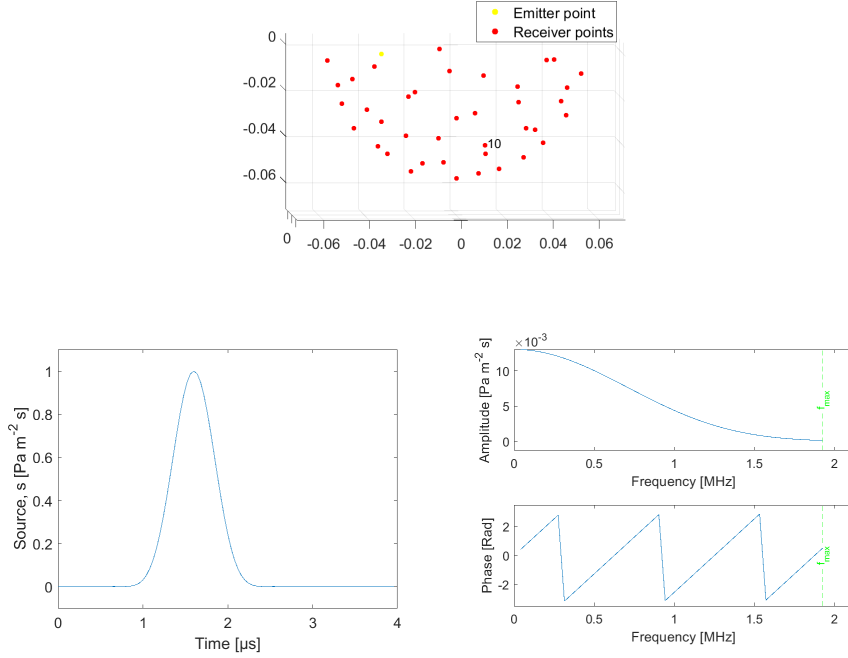 Emitter point
Receiver points
0
-0.02
-0.04
-0.06
10
0 -0.06 -0.04 -0.02 0 0.02 0.04 0.06
Source, s [Pa m-2 s]
1
0.8
0.6
0.4
0.2
0
0 1 2 3 4
Time [µs]
×10-3
Amplitude [Pa m-2 s]
10
5
0
fmax
0 0.5 1 1.5 2
Frequency [MHz]
Phase [Rad]
2
0
-2
fmax
0 0.5 1 1.5 2
Frequency [MHz]